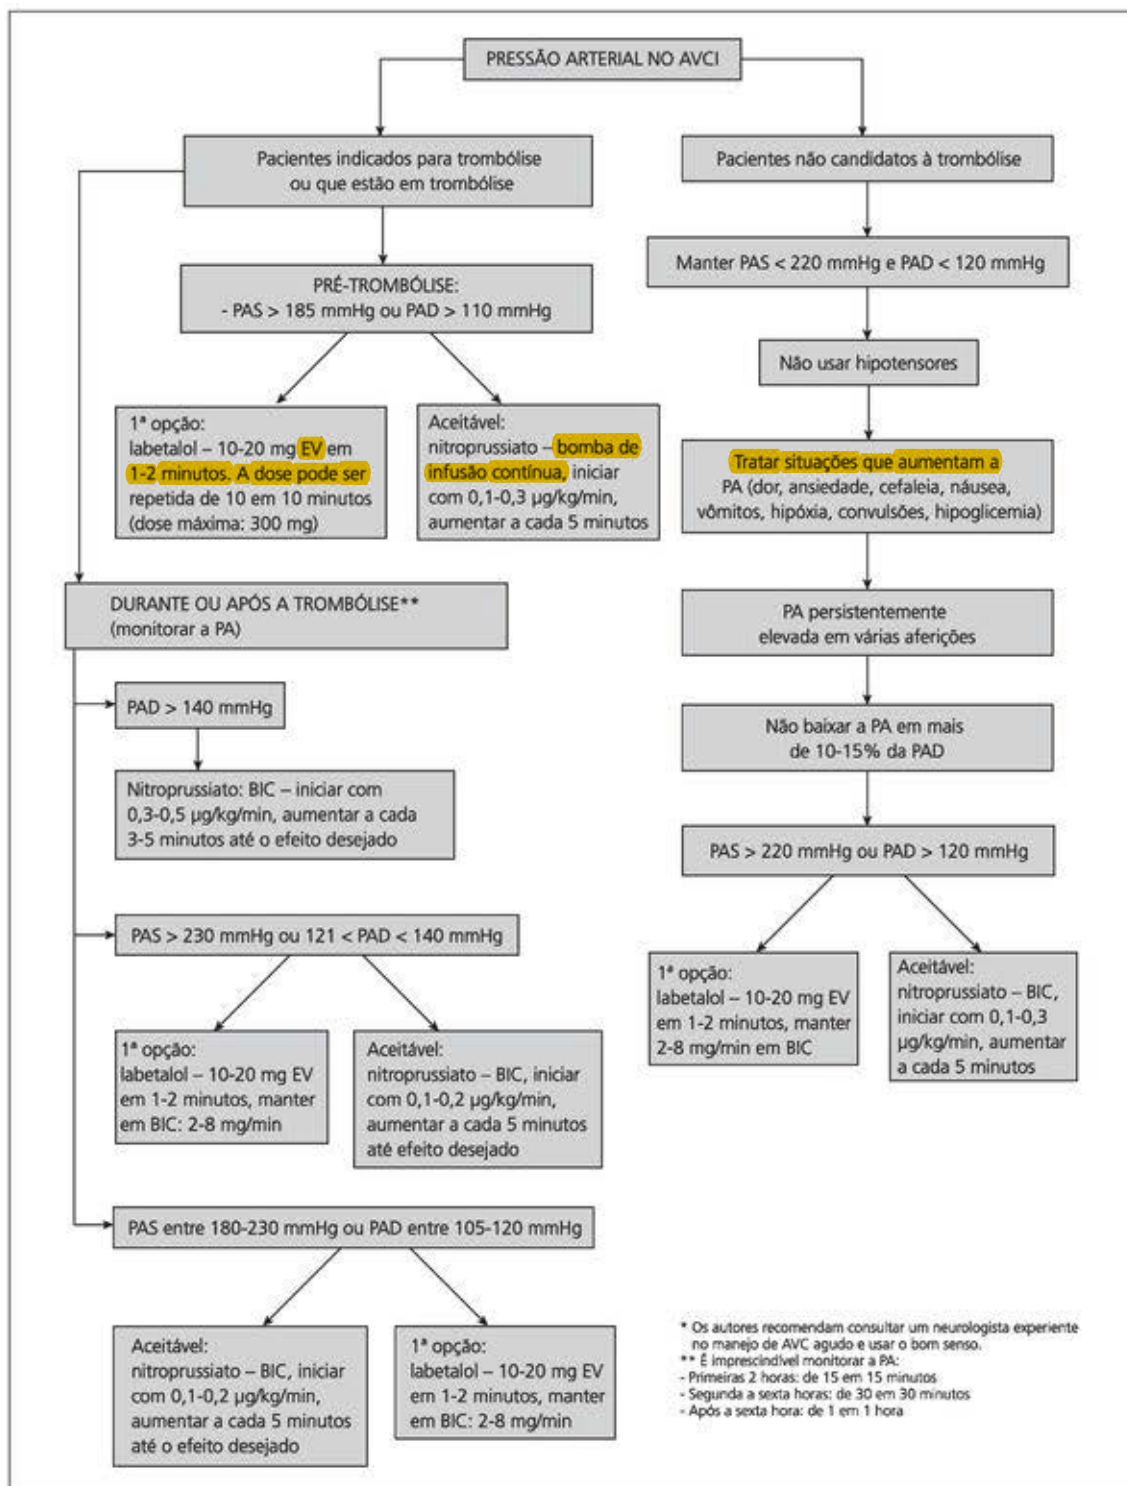 PRESSÃO ARTERIAL NO AVCI
Pacientes indicados para trombólise
ou que estão em trombólise
PRÉ-TROMBÓLISE:
- PAS > 185 mmHg ou PAD > 110 mmHg
1ª opção:
labetalol – 10-20 mg EV em
1-2 minutos. A dose pode ser
repetida de 10 em 10 minutos
(dose máxima: 300 mg)
Aceitável:
nitroprussiato – bomba de
infusão contínua, iniciar
com 0,1-0,3 µg/kg/min,
aumentar a cada 5 minutos
DURANTE OU APÓS A TROMBÓLISE**
(monitorar a PA)
PAD > 140 mmHg
Nitroprussiato: BIC – iniciar com
0,3-0,5 µg/kg/min, aumentar a cada
3-5 minutos até o efeito desejado
PAS > 230 mmHg ou 121 < PAD < 140 mmHg
1ª opção:
labetalol – 10-20 mg EV
em 1-2 minutos, manter
em BIC: 2-8 mg/min
Aceitável:
nitroprussiato – BIC, iniciar
com 0,1-0,2 µg/kg/min,
aumentar a cada 5 minutos
até efeito desejado
PAS entre 180-230 mmHg ou PAD entre 105-120 mmHg
Aceitável:
nitroprussiato – BIC, iniciar
com 0,1-0,2 µg/kg/min,
aumentar a cada 5 minutos
até o efeito desejado
1ª opção:
labetalol – 10-20 mg EV
em 1-2 minutos, manter
em BIC: 2-8 mg/min
Pacientes não candidatos à trombólise
Manter PAS < 220 mmHg e PAD < 120 mmHg
Não usar hipotensores
Tratar situações que aumentam a
PA (dor, ansiedade, cefaleia, náusea,
vômitos, hipóxia, convulsões, hipoglicemia)
PA persistentemente
elevada em várias aferições
Não baixar a PA em mais
de 10-15% da PAD
PAS > 220 mmHg ou PAD > 120 mmHg
1ª opção:
labetalol – 10-20 mg EV
em 1-2 minutos, manter
2-8 mg/min em BIC
Aceitável:
nitroprussiato – BIC,
iniciar com 0,1-0,3
µg/kg/min, aumentar
a cada 5 minutos
* Os autores recomendam consultar um neurologista experiente
no manejo de AVC agudo e usar o bom senso.
** É imprescindível monitorar a PA:
- Primeiras 2 horas: de 15 em 15 minutos
- Segunda a sexta horas: de 30 em 30 minutos
- Após a sexta hora: de 1 em 1 hora